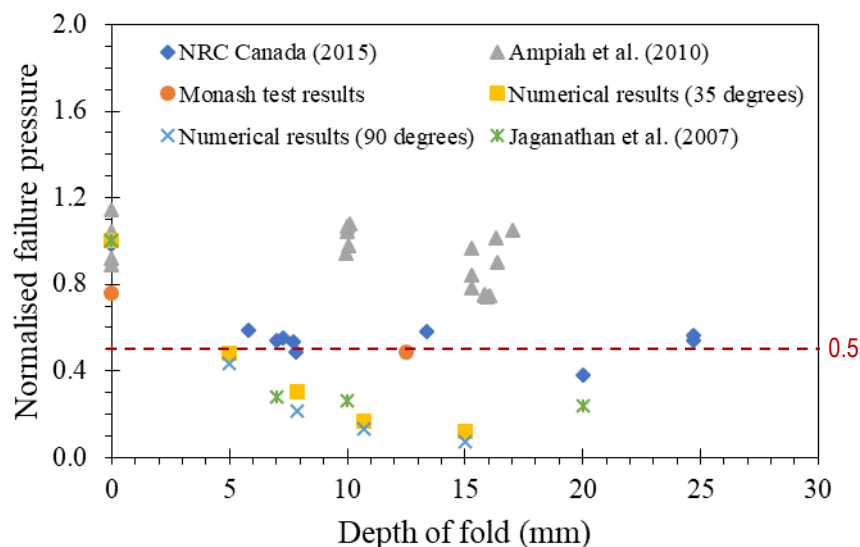 2.0
1.6
1.2
0.8
0.4
0.0
Normalised failure pressure
NRC Canada (2015)
Ampiah et al. (2010)
Monash test results
Numerical results (35 degrees)
Numerical results (90 degrees)
Jaganathan et al. (2007)
0.5
0
5
10
15
20
25
30
Depth of fold (mm)